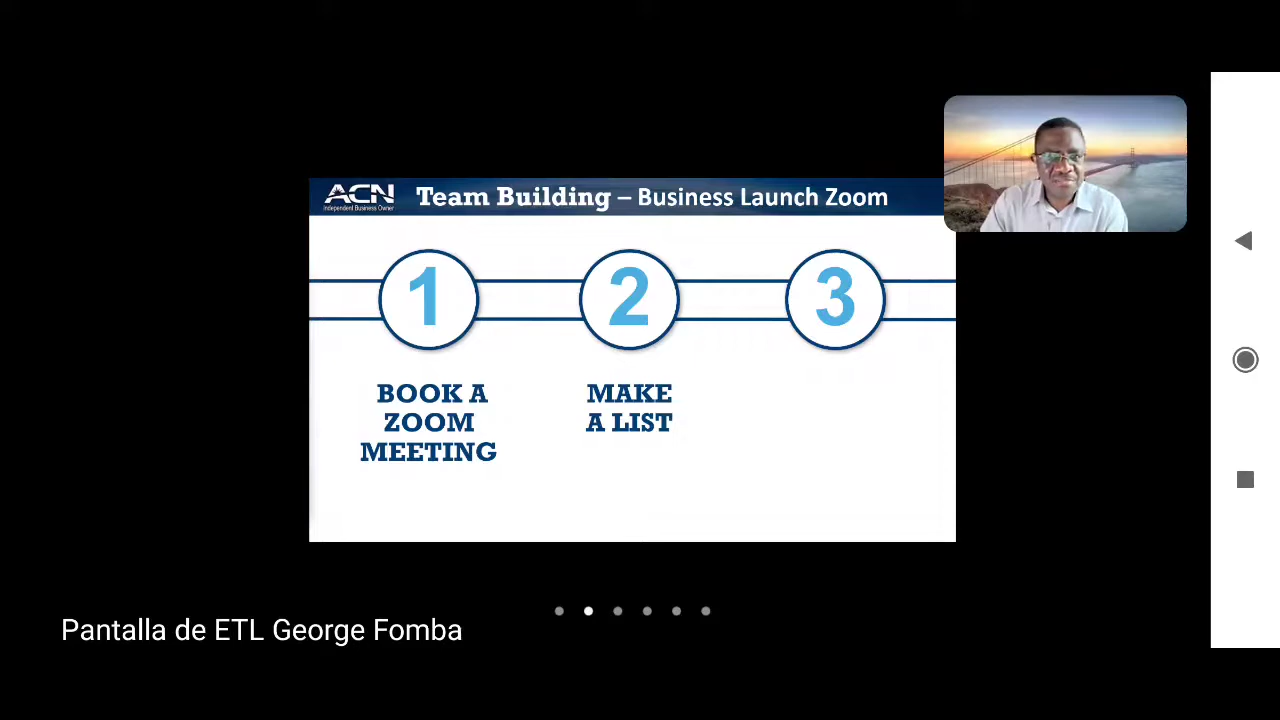 ACN
Independent Business Owner
Team Building – Business Launch Zoom
1
2
3
BOOK A
ZOOM
MEETING
MAKE
A LIST
Pantalla de ETL George Fomba